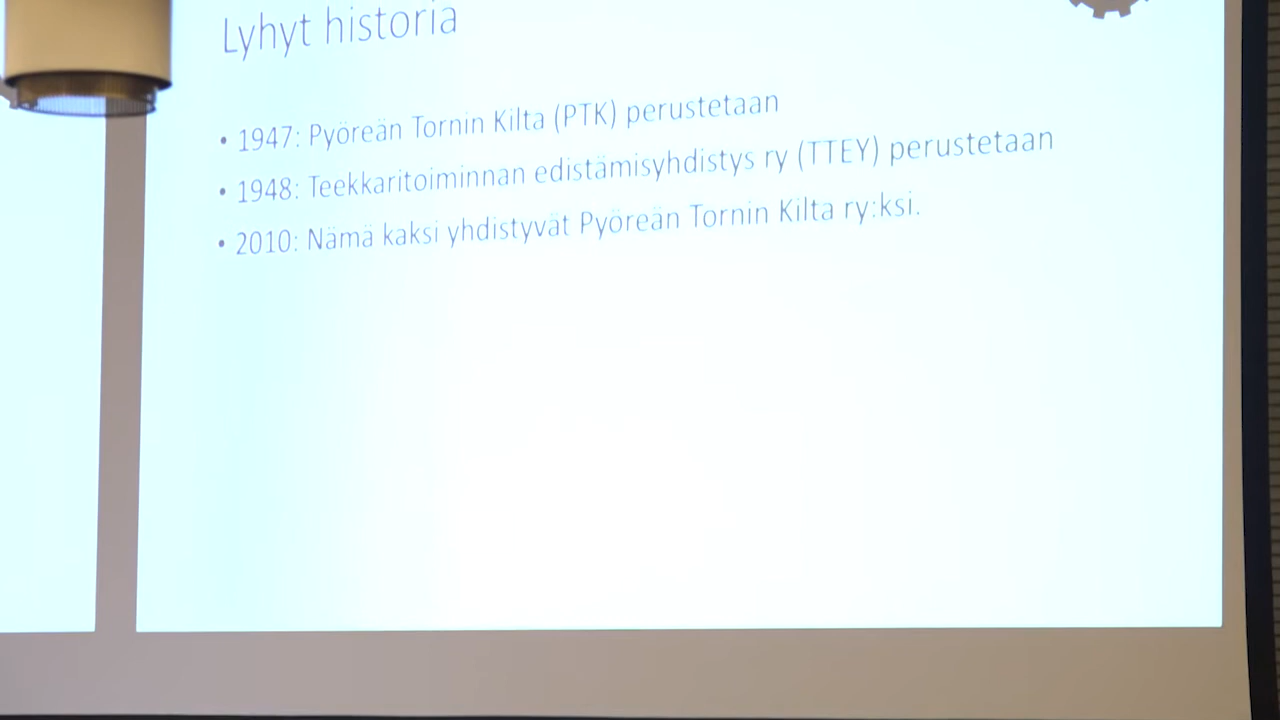 Lyhyt historia
• 1947: Pyöreän Tornin Kilta (PTK) perustetaan
• 1948: Teekkaritoiminnan edistämisyhdistys ry (TTEY) perustetaan
• 2010: Nämä kaksi yhdistyvät Pyöreän Tornin Kilta ry:ksi.